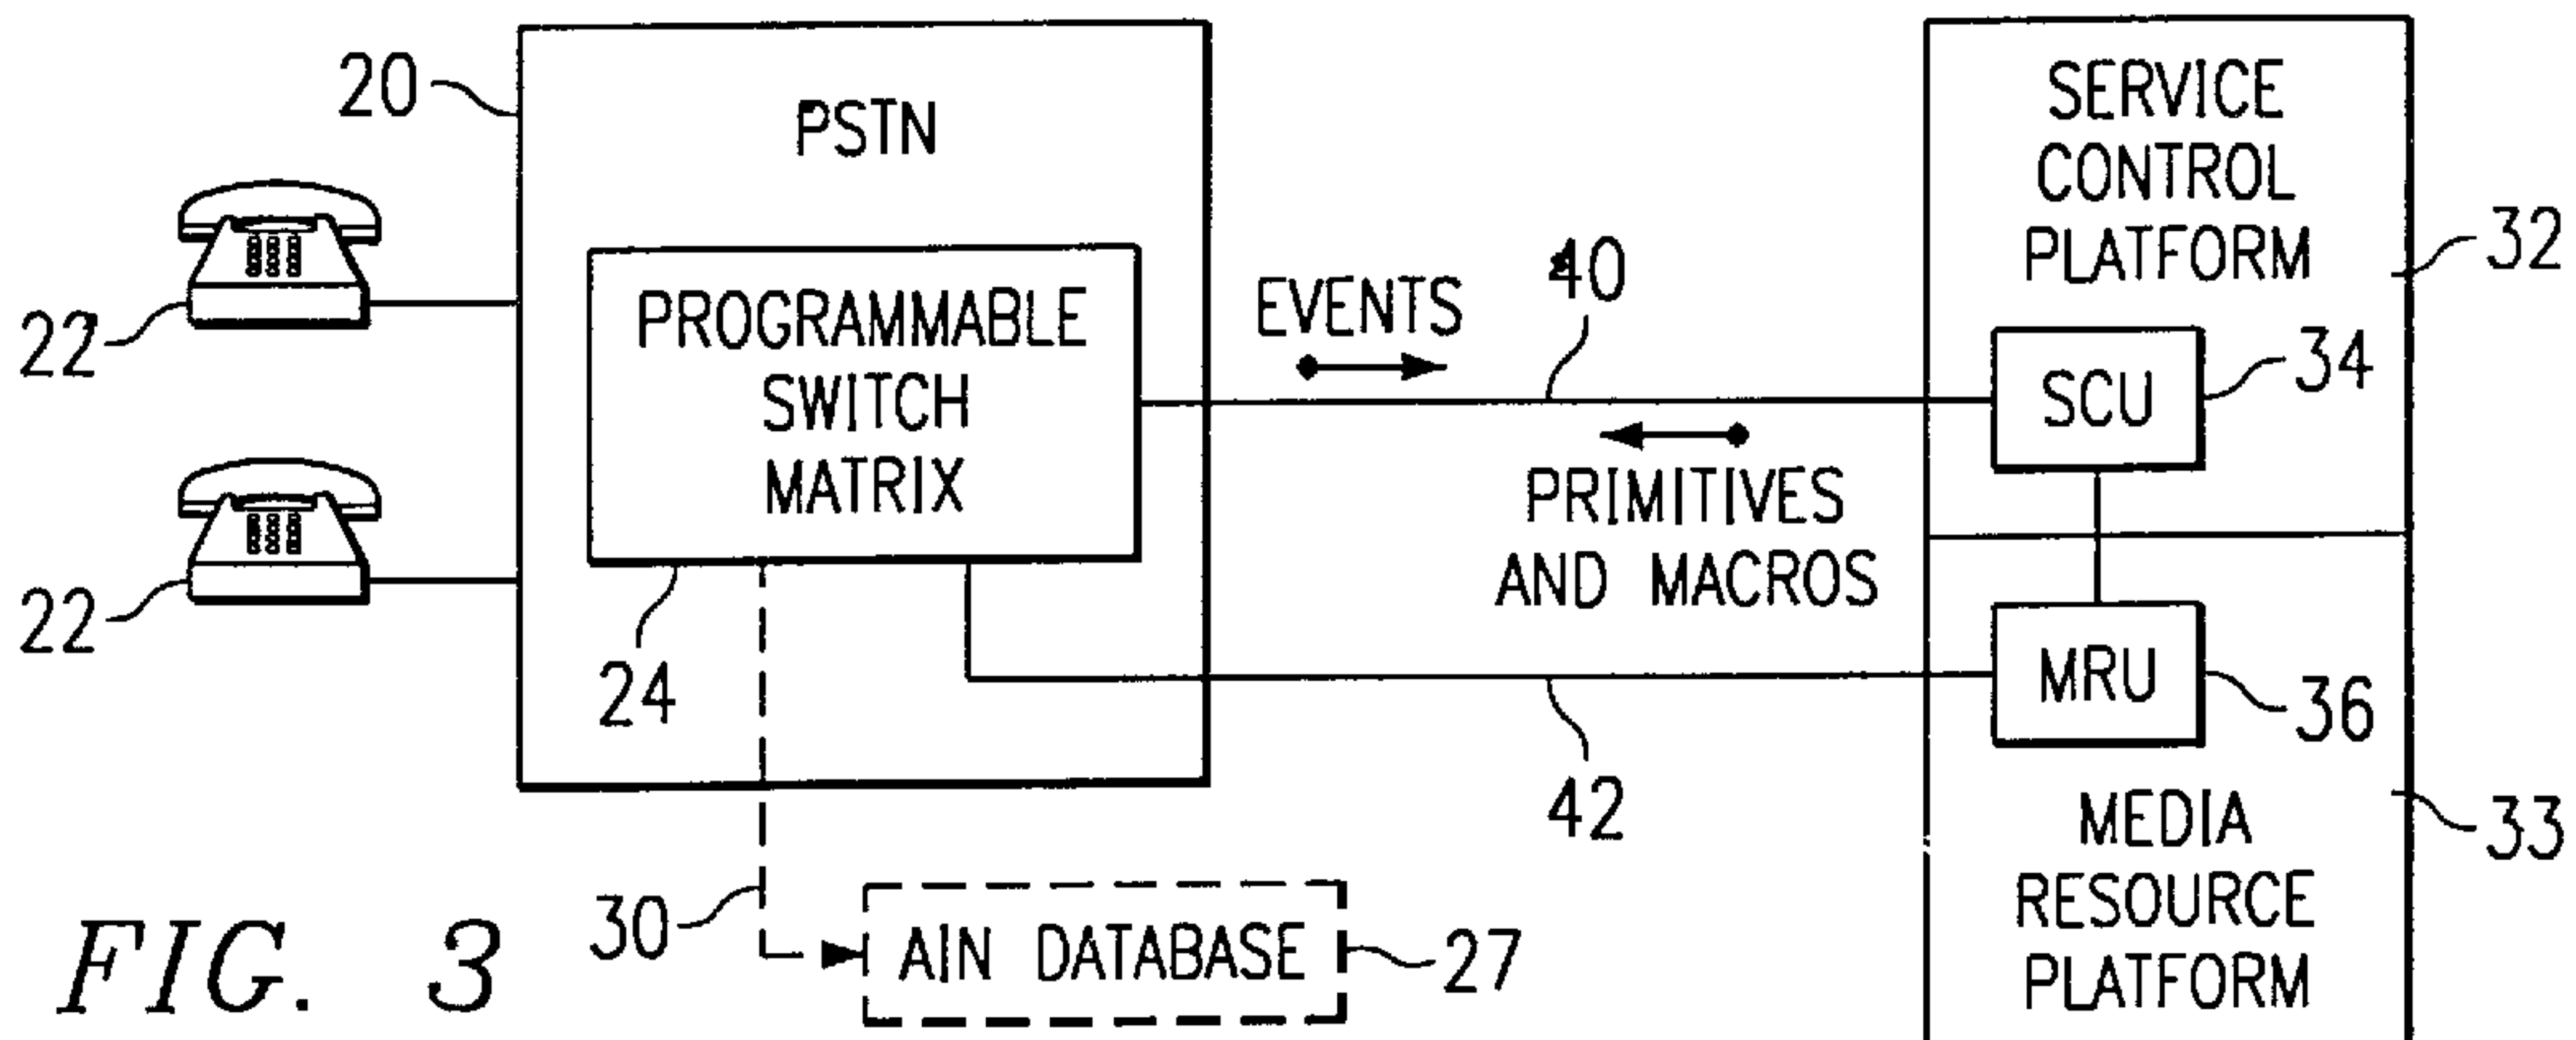 20
PSTN
22
22
PROGRAMMABLE
SWITCH
MATRIX
24
EVENTS
40
PRIMITIVES
AND MACROS
42
SERVICE
CONTROL
PLATFORM
32
SCU
34
MRU
36
MEDIA
RESOURCE
PLATFORM
33
30
AIN DATABASE
27
FIG. 3